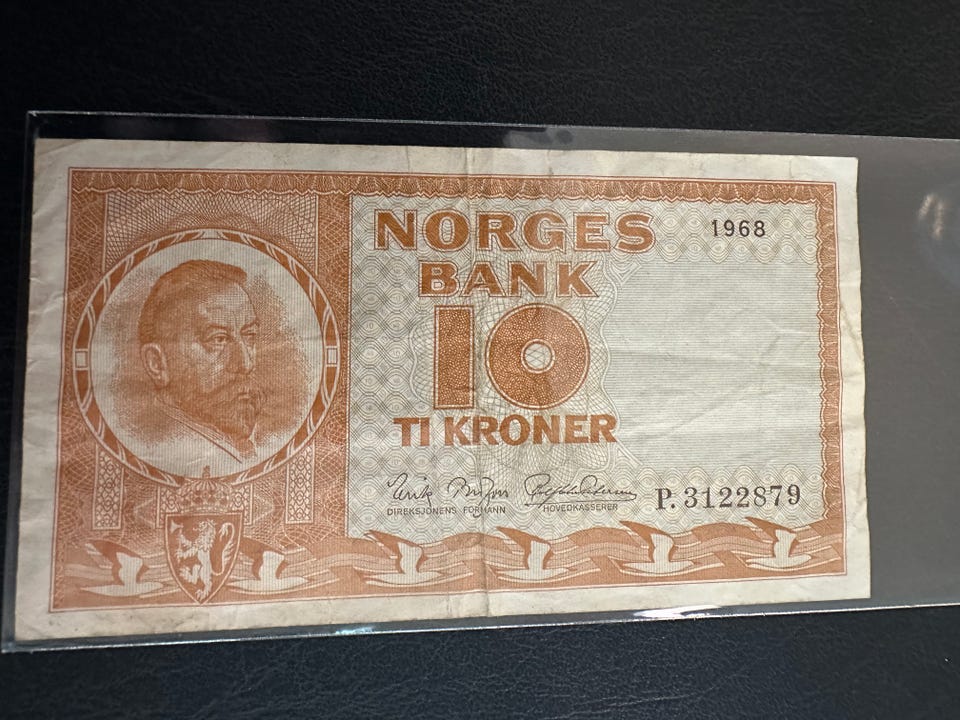 NORGES
1968
BANK
10
TI KRONER
DIREKSJONENS FORMANN
HOVEDKASSERER
P.3122879